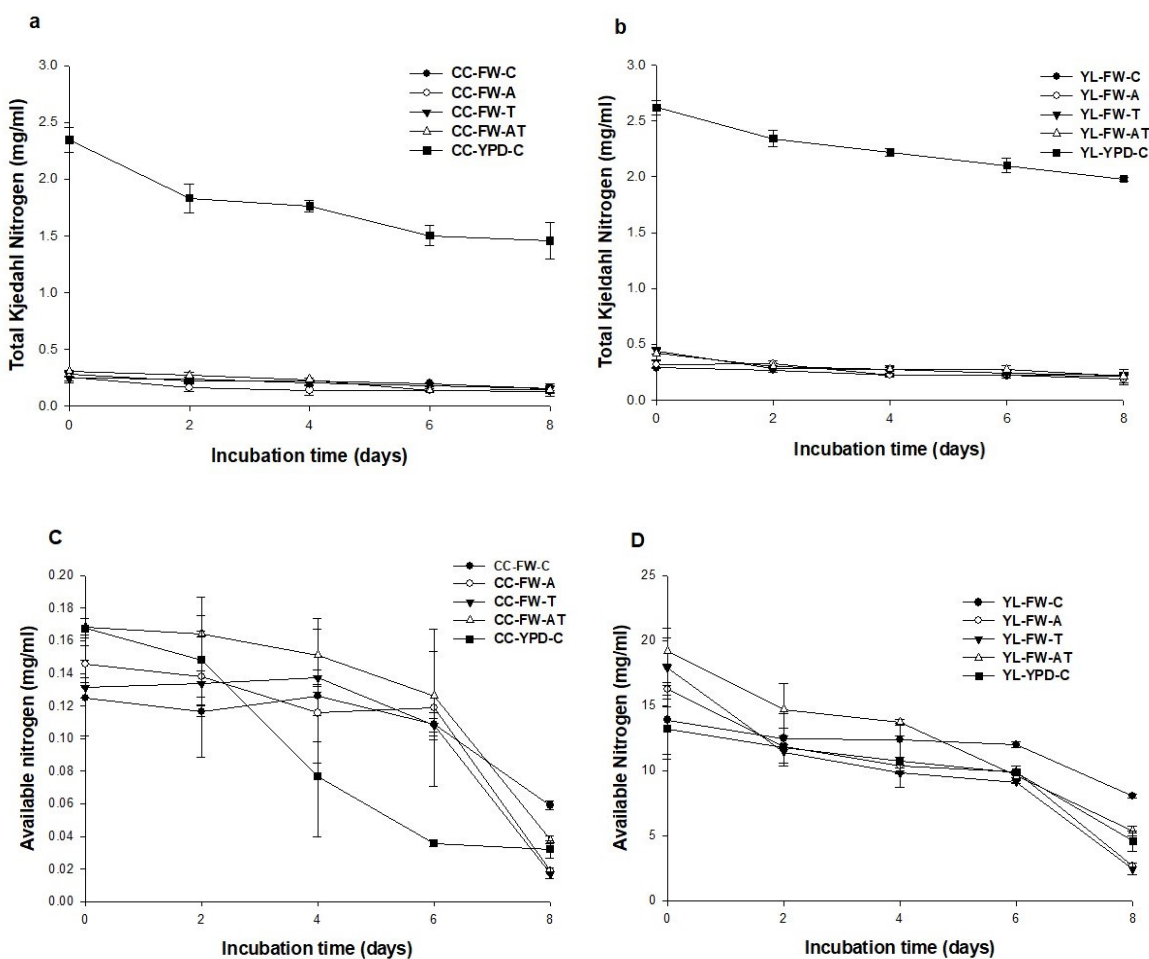 a
Total Kjedahl Nitrogen (mg/ml)
3.0
2.5
2.0
1.5
1.0
0.5
0.0
0 2 4 6 8
Incubation time (days)
CC-FW-C
CC-FW-A
CC-FW-T
CC-FW-AT
CC-YPD-C
b
Total Kjeldahl Nitrogen (mg/ml)
3.0
2.5
2.0
1.5
1.0
0.5
0.0
0 2 4 6 8
Incubation time (days)
YL-FW-C
YL-FW-A
YL-FW-T
YL-FW-AT
YL-YPD-C
C
Available nitrogen (mg/ml)
0.20
0.18
0.16
0.14
0.12
0.10
0.08
0.06
0.04
0.02
0.00
0 2 4 6 8
Incubation time (days)
CC-FW-C
CC-FW-A
CC-FW-T
CC-FW-AT
CC-YPD-C
D
Available Nitrogen (mg/ml)
25
20
15
10
5
0
0 2 4 6 8
Incubation time (days)
YL-FW-C
YL-FW-A
YL-FW-T
YL-FW-AT
YL-YPD-C